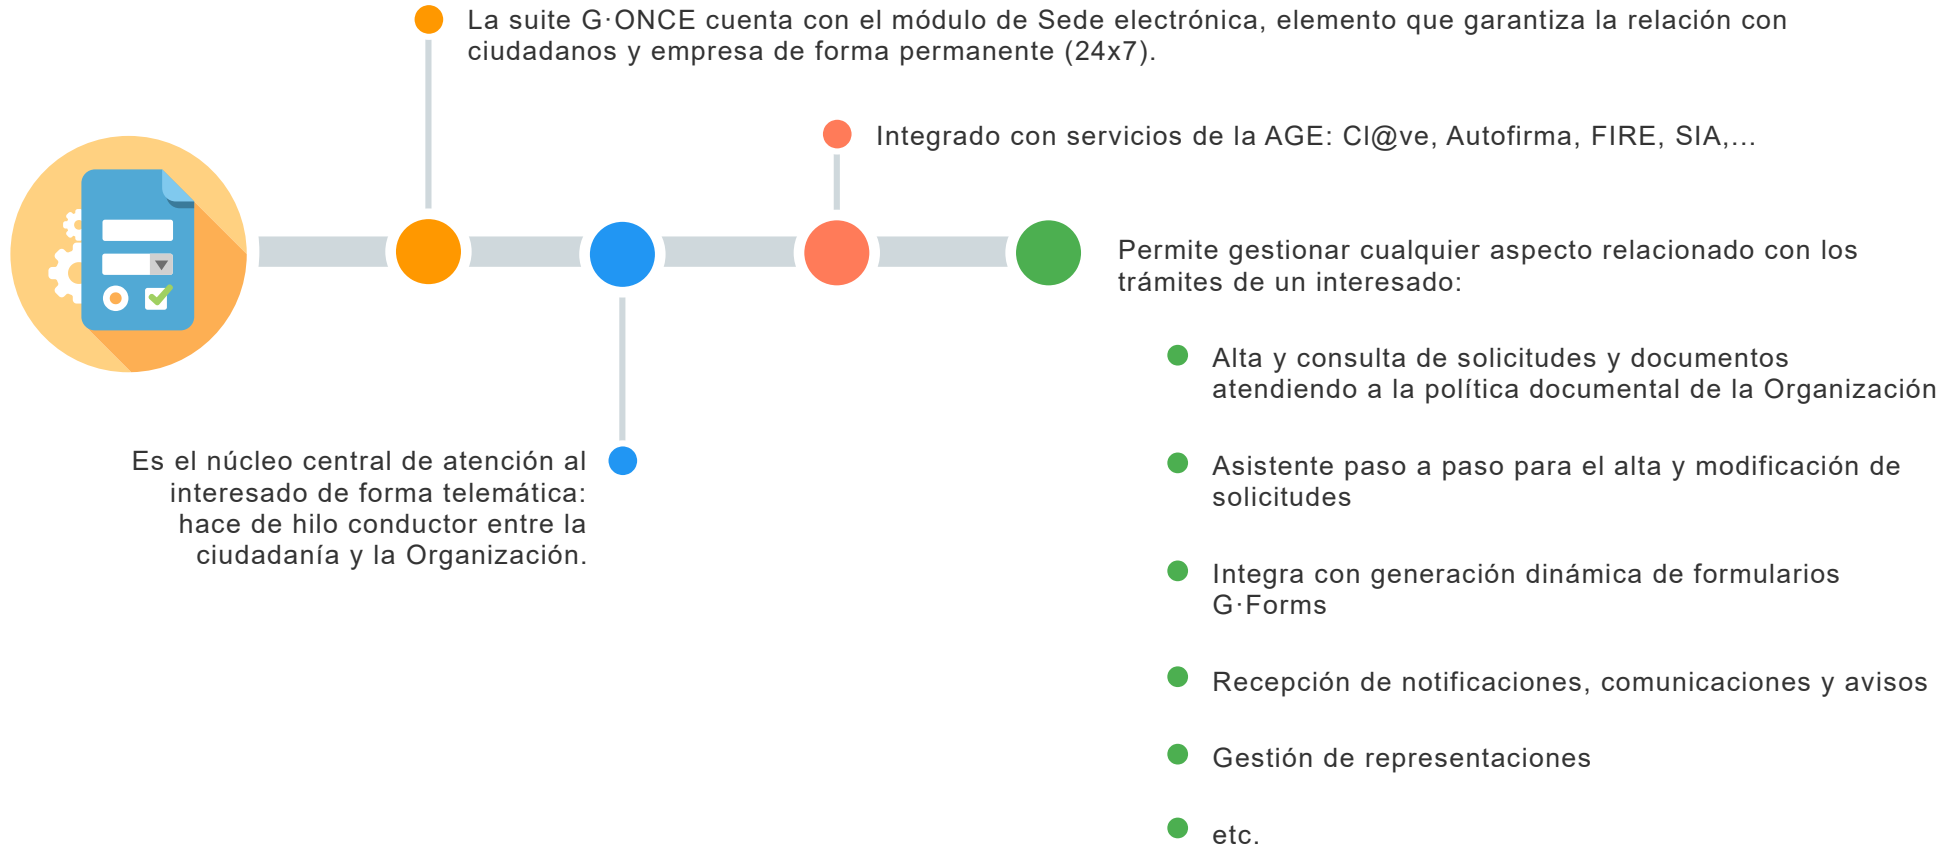 La suite G·ONCE cuenta con el módulo de Sede electrónica, elemento que garantiza la relación con
ciudadanos y empresa de forma permanente (24x7).
Integrado con servicios de la AGE: Cl@ve, Autofirma, FIRE, SIA,...
Permite gestionar cualquier aspecto relacionado con los
trámites de un interesado:
Alta y consulta de solicitudes y documentos
atendiendo a la política documental de la Organización
Asistente paso a paso para el alta y modificación de
solicitudes
Integra con generación dinámica de formularios
G·Forms
Recepción de notificaciones, comunicaciones y avisos
Gestión de representaciones
etc.
Es el núcleo central de atención al
interesado de forma telemática:
hace de hilo conductor entre la
ciudadanía y la Organización.